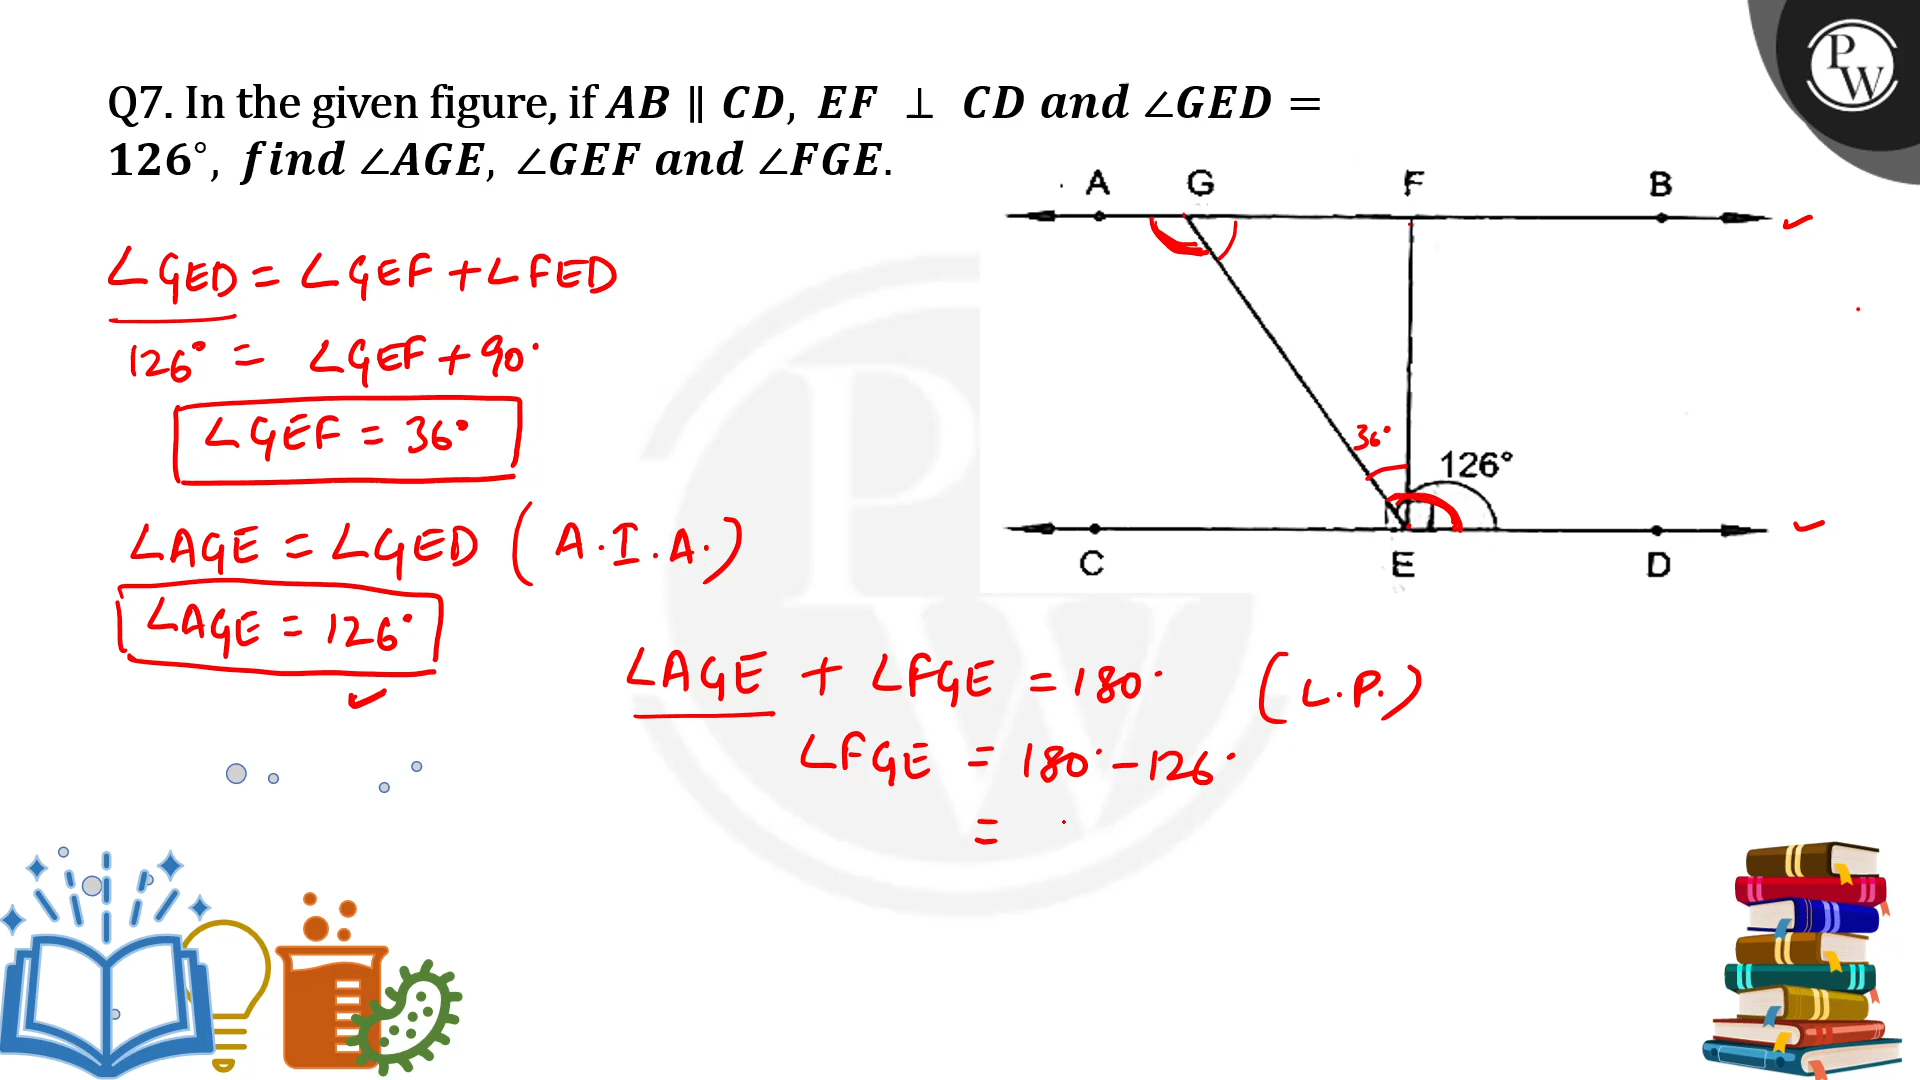 Q7. In the given figure, if AB ∥ CD, EF ⊥ CD and ∠GED =
126°, find ∠AGE, ∠GEF and ∠FGE.
PW
A G F B
∠GED = ∠GEF + ∠FED
126° = ∠GEF + 90°
∠GEF = 36°
36°
126°
C E D
∠AGE = ∠GED (A.I.A.)
∠AGE = 126°
∠AGE + ∠FGE = 180° (L.P.)
∠FGE = 180° - 126°
=
PW